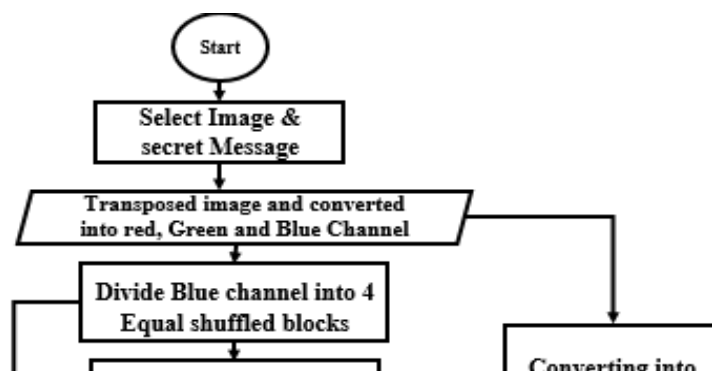 Start
Select Image &
secret Message
Transposed image and converted
into red, Green and Blue Channel
Divide Blue channel into 4
Equal shuffled blocks
Converting into